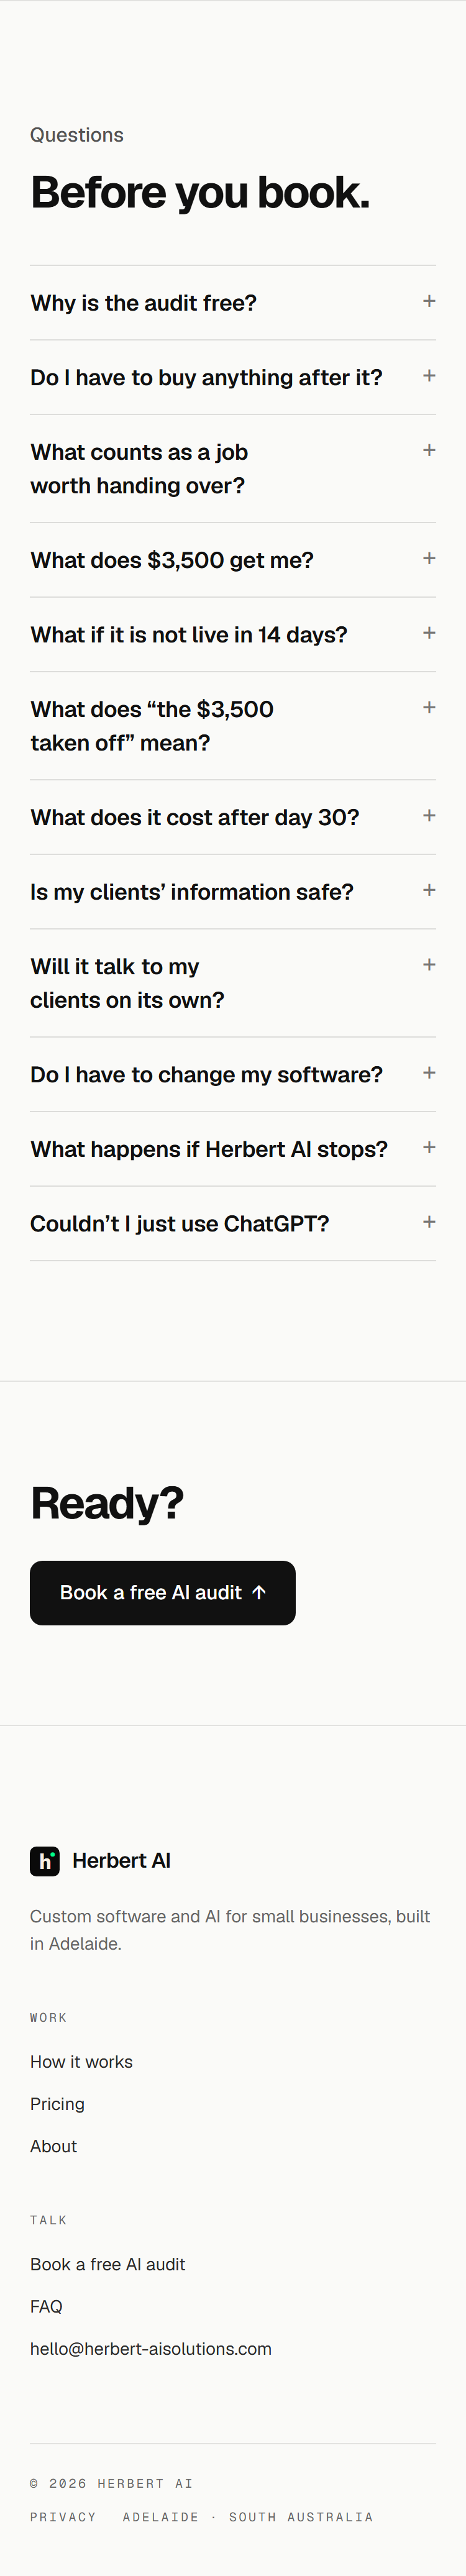 Questions
Before you book.
Why is the audit free? +
Do I have to buy anything after it? +
What counts as a job +
worth handing over?
What does $3,500 get me? +
What if it is not live in 14 days? +
What does “the $3,500 +
taken off” mean?
What does it cost after day 30? +
Is my clients’ information safe? +
Will it talk to my +
clients on its own?
Do I have to change my software? +
What happens if Herbert AI stops? +
Couldn’t I just use ChatGPT? +
Ready?
Book a free AI audit ↑
h Herbert AI
Custom software and AI for small businesses, built
in Adelaide.
WORK
How it works
Pricing
About
TALK
Book a free AI audit
FAQ
hello@herbert-aisolutions.com
© 2026 HERBERT AI
PRIVACY ADELAIDE · SOUTH AUSTRALIA